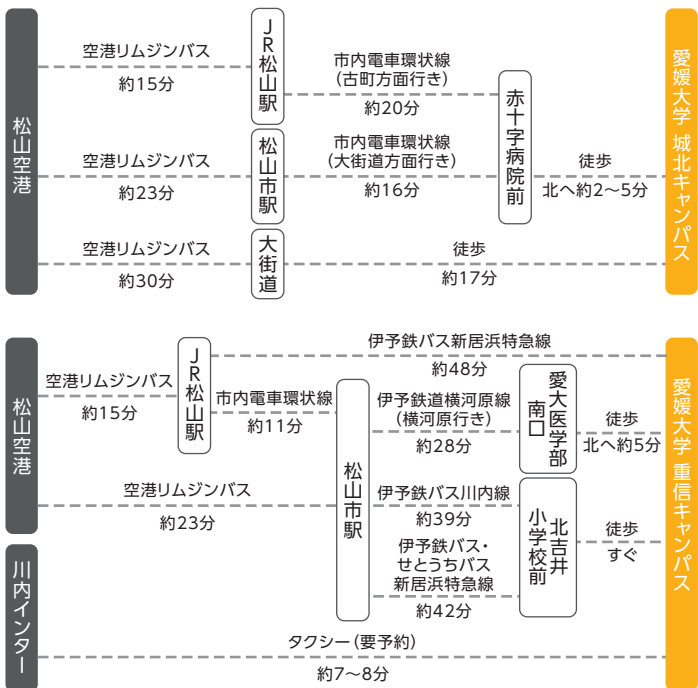 松山空港
空港リムジンバス
約15分
JR松山駅
市内電車環状線
(古町方面行き)
約20分
空港リムジンバス
約23分
松山市駅
市内電車環状線
(大街道方面行き)
約16分
赤十字病院前
徒歩
北へ約2〜5分
空港リムジンバス
約30分
大街道
徒歩
約17分
愛媛大学 城北キャンパス
松山空港
空港リムジンバス
約15分
JR松山駅
伊予鉄バス新居浜特急線
約48分
市内電車環状線
約11分
空港リムジンバス
約23分
松山市駅
伊予鉄道横河原線
(横河原行き)
約28分
愛大医学部
南口
徒歩
北へ約5分
伊予鉄バス川内線
約39分
伊予鉄バス・
せとうちバス
新居浜特急線
約42分
北吉井
小学校前
徒歩
すぐ
川内インター
タクシー(要予約)
約7〜8分
愛媛大学 重信キャンパス